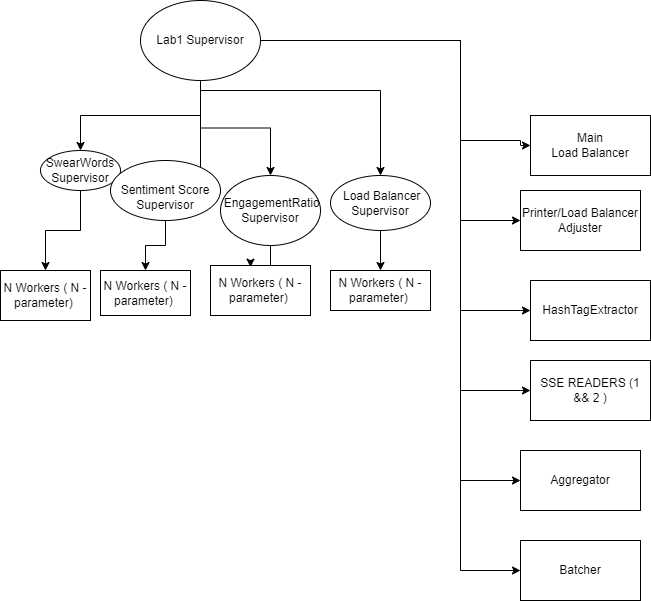 Lab1 Supervisor
SwearWords
Supervisor
Sentiment Score
Supervisor
EngagementRatio
Supervisor
Load Balancer
Supervisor
N Workers ( N -
parameter)
N Workers ( N -
parameter)
N Workers ( N -
parameter)
N Workers ( N -
parameter)
Main
Load Balancer
Printer/Load Balancer
Adjuster
HashTagExtractor
SSE READERS (1
&& 2 )
Aggregator
Batcher